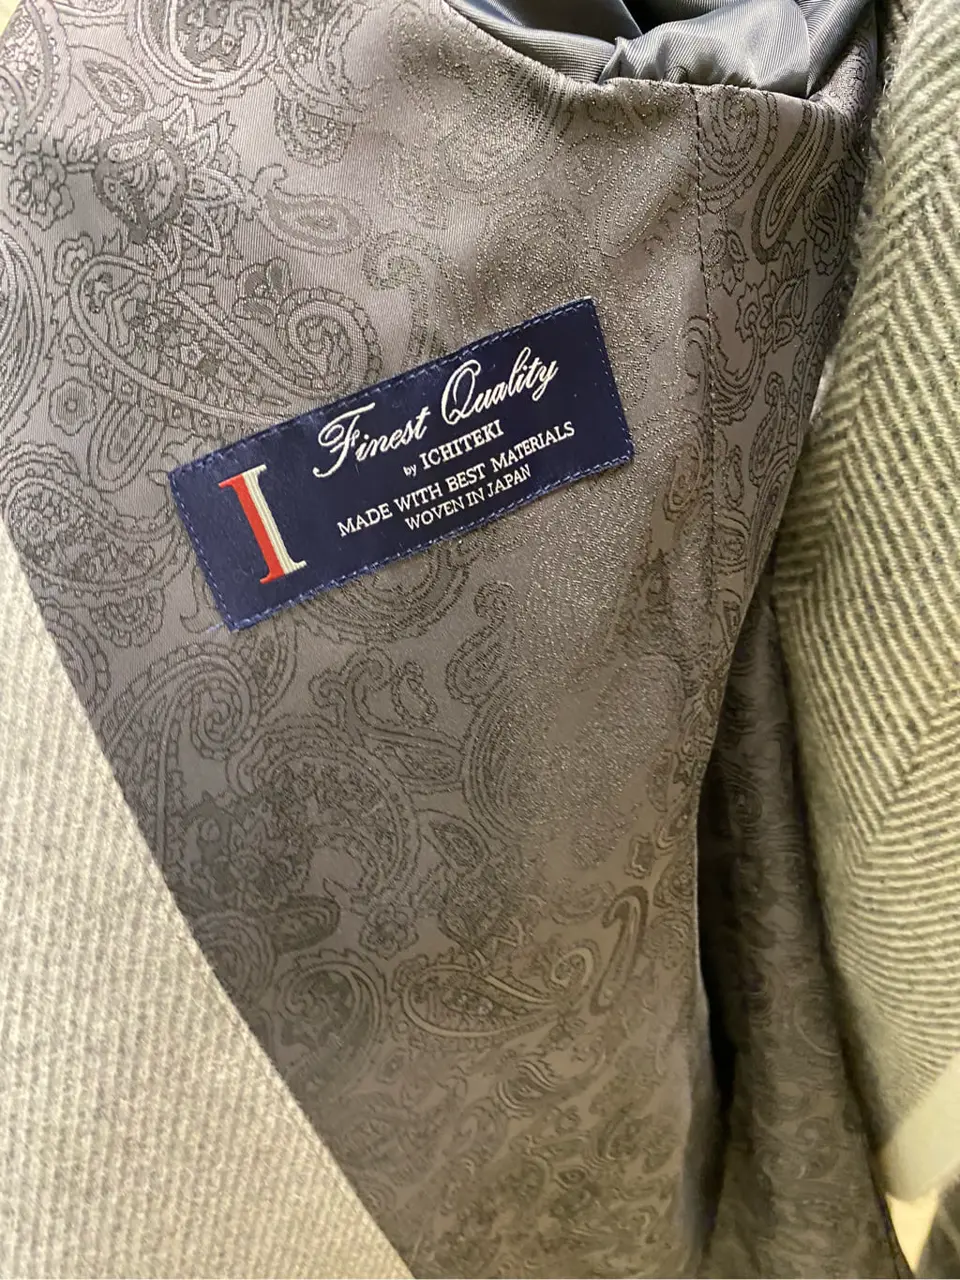 I
Finest Quality
by ICHITEKI
MADE WITH BEST MATERIALS
WOVEN IN JAPAN